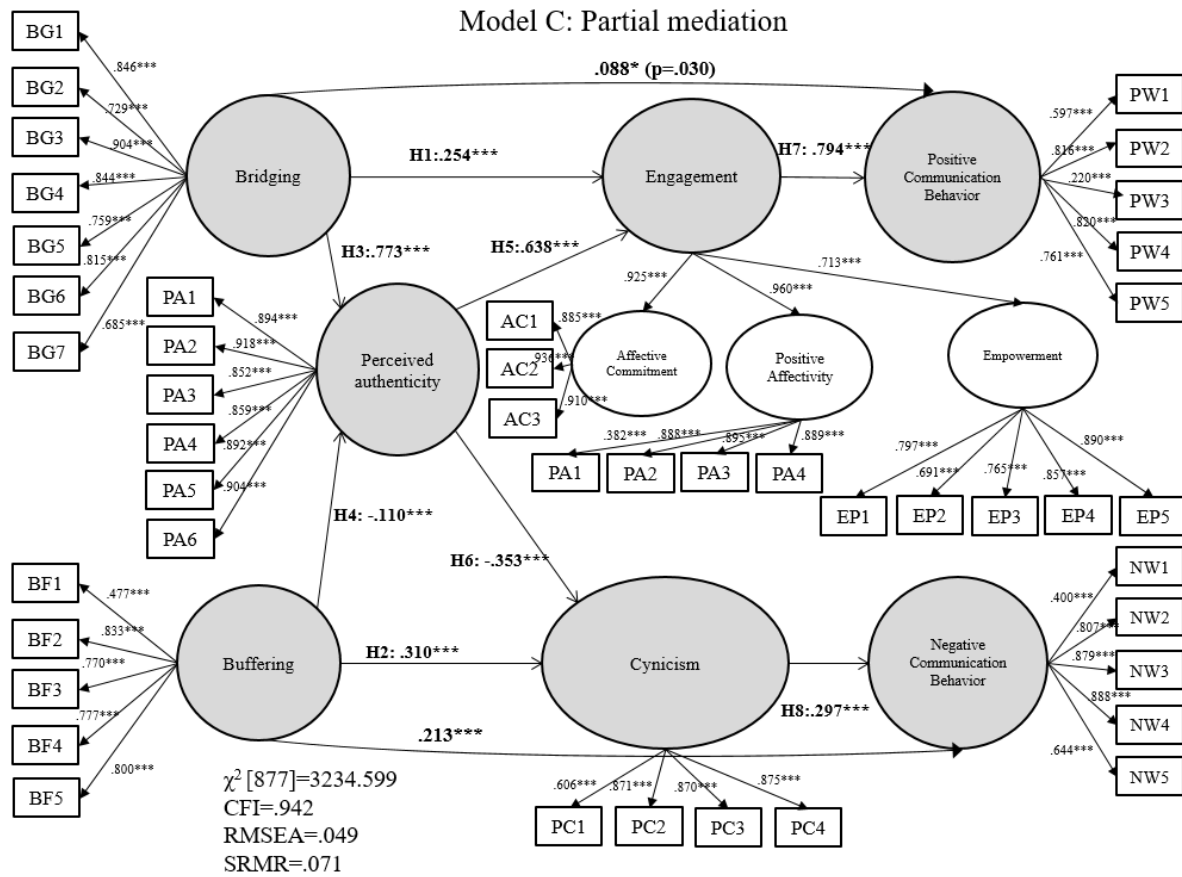 Model C: Partial mediation
BG1
BG2
BG3
BG4
BG5
BG6
BG7
.846***
.729***
.904***
.844***
.759***
.815***
.685***
Bridging
.088* (p=.030)
H1:.254***
Engagement
H7: .794***
Positive
Communication
Behavior
.597***
.816***
.220***
.820***
.761***
PW1
PW2
PW3
PW4
PW5
H3:.773***
H5:.638***
PA1
PA2
PA3
PA4
PA5
PA6
.894***
.918***
.852***
.859***
.892***
.904***
Perceived
authenticity
.925***
.960***
.713***
AC1
AC2
AC3
.885***
.936***
.910***
Affective
Commitment
Positive
Affectivity
Empowerment
.382***
.888***
.895***
.889***
PA1
PA2
PA3
PA4
.797***
.691***
.765***
.857***
.890***
EP1
EP2
EP3
EP4
EP5
H4: -.110***
H6: -.353***
BF1
BF2
BF3
BF4
BF5
.477***
.833***
.770***
.777***
.800***
Buffering
H2: .310***
Cynicism
H8:.297***
Negative
Communication
Behavior
.400***
.807***
.879***
.888***
.644***
NW1
NW2
NW3
NW4
NW5
.213***
.606***
.871***
.870***
.875***
PC1
PC2
PC3
PC4
χ² [877]=3234.599
CFI=.942
RMSEA=.049
SRMR=.071